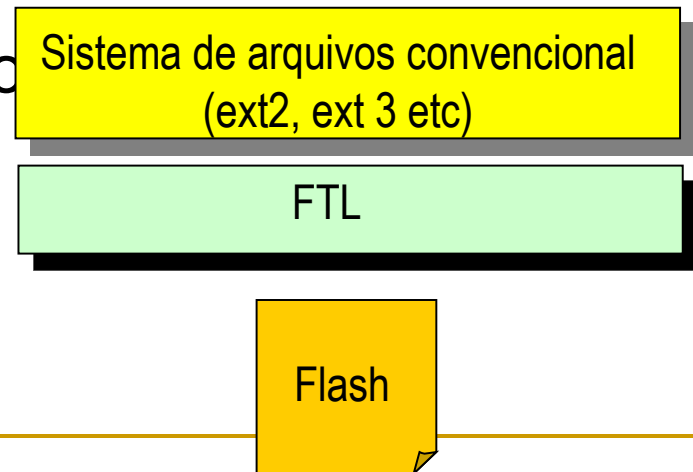 Sistema de arquivos convencional
(ext2, ext 3 etc)
FTL
Flash